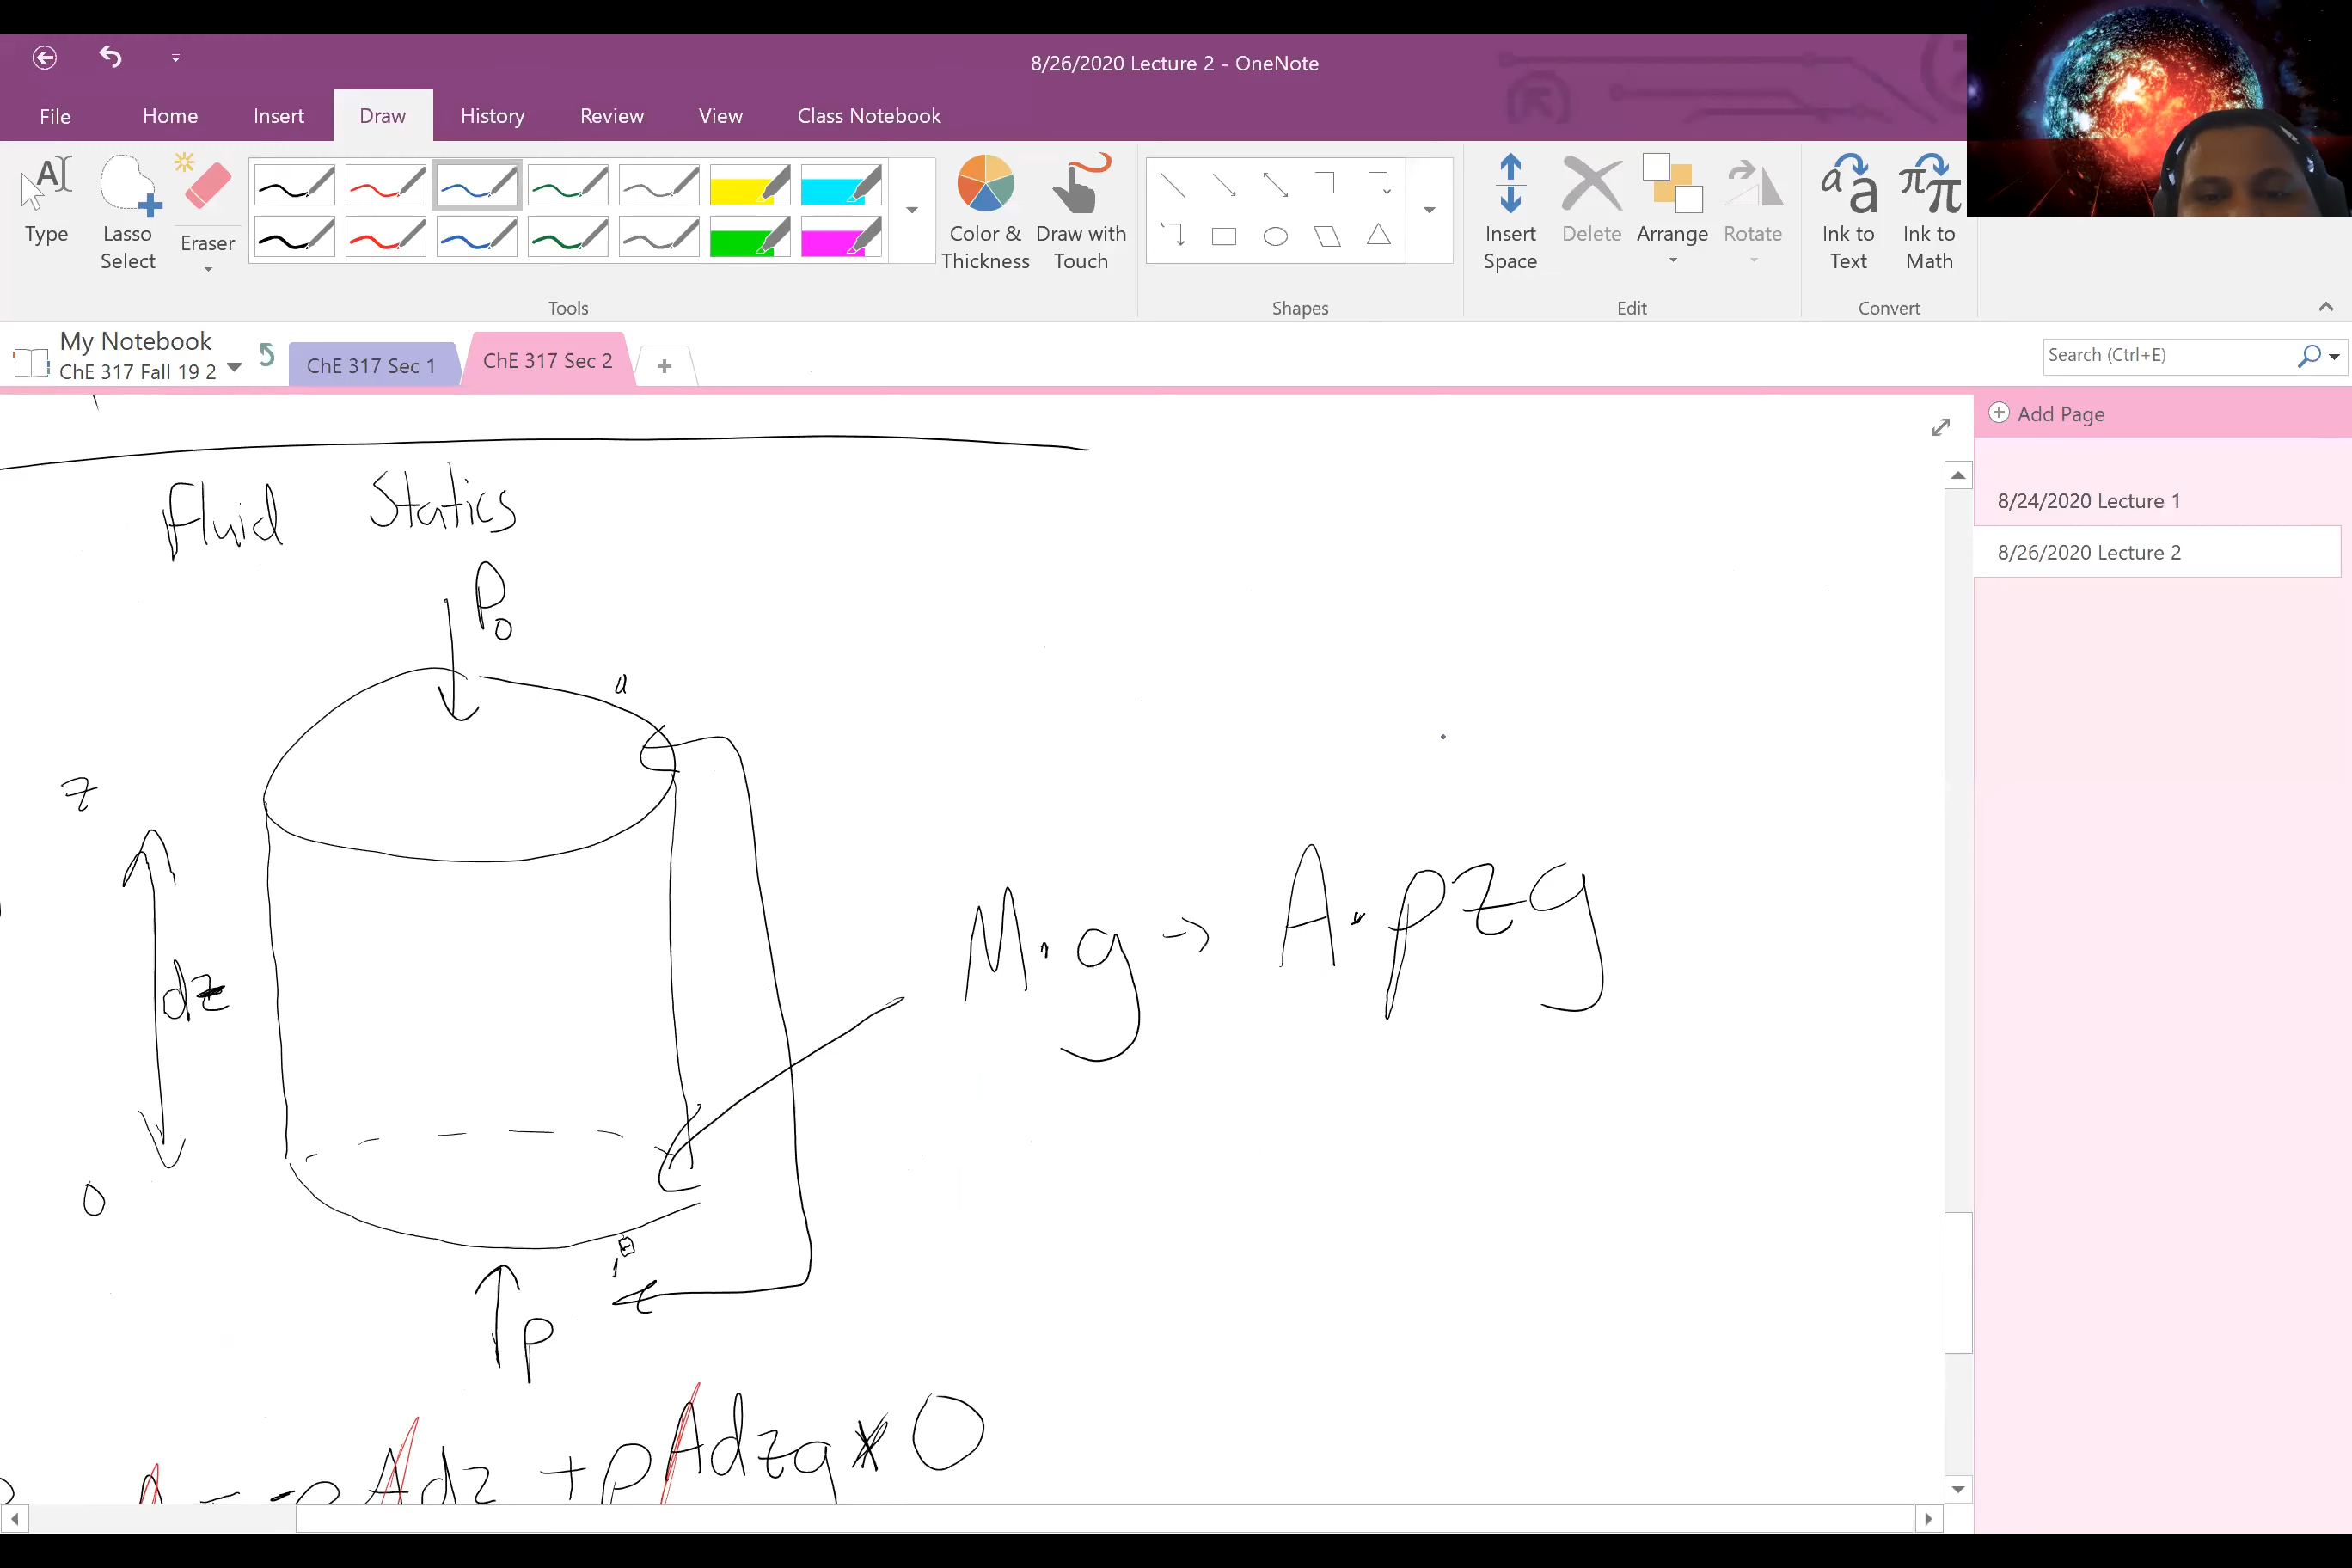 8/26/2020 Lecture 2 - OneNote
File Home Insert Draw History Review View Class Notebook
Type
Lasso Select
Eraser
Color & Thickness
Draw with Touch
Insert Space
Delete
Arrange
Rotate
Ink to Text
Ink to Math
Tools Shapes Edit Convert
My Notebook
ChE 317 Fall 19 2
ChE 317 Sec 1
ChE 317 Sec 2
Search (Ctrl+E)
Add Page
8/24/2020 Lecture 1
8/26/2020 Lecture 2
Fluid Statics
P0
a
z
dz
M·g → A·ρzg
0
P
pAdz + ρAdzg * 0